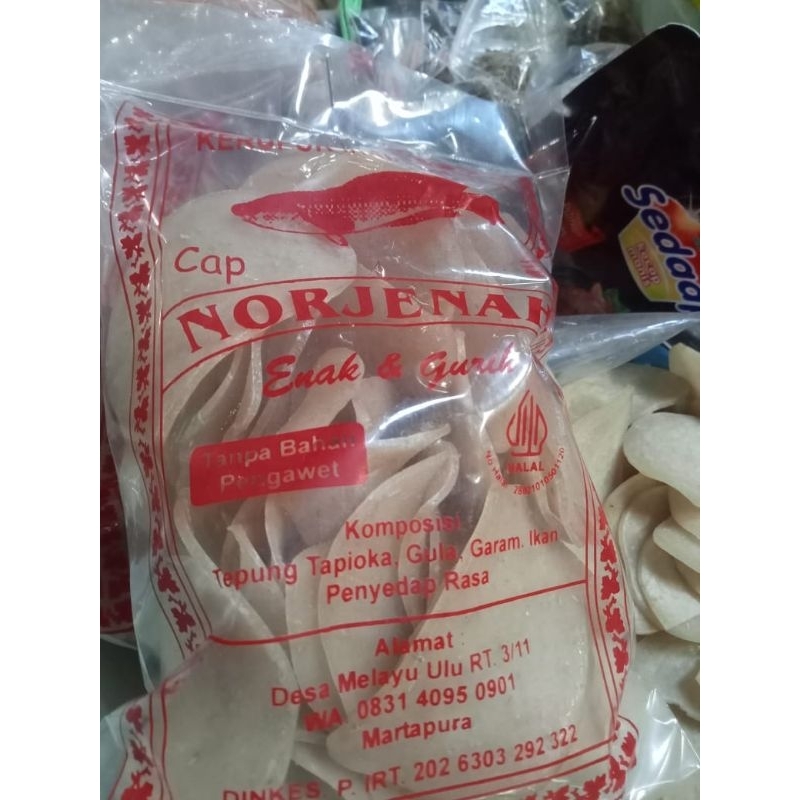 Cap
NORJENAH
Enak & Gurih
Tanpa Bahan
Pengawet
HALAL
Komposisi
Tepung Tapioka, Gula, Garam. Ikan
Penyedap Rasa
Alamat :
Desa Melayu Ulu RT. 3/11
WA. 0831 4095 0901
Martapura
DINKES P. IRT. 202 6303 292 322
Sedaap